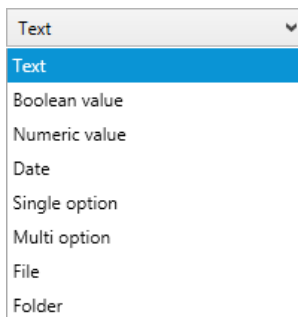 Text
Text
Boolean value
Numeric value
Date
Single option
Multi option
File
Folder